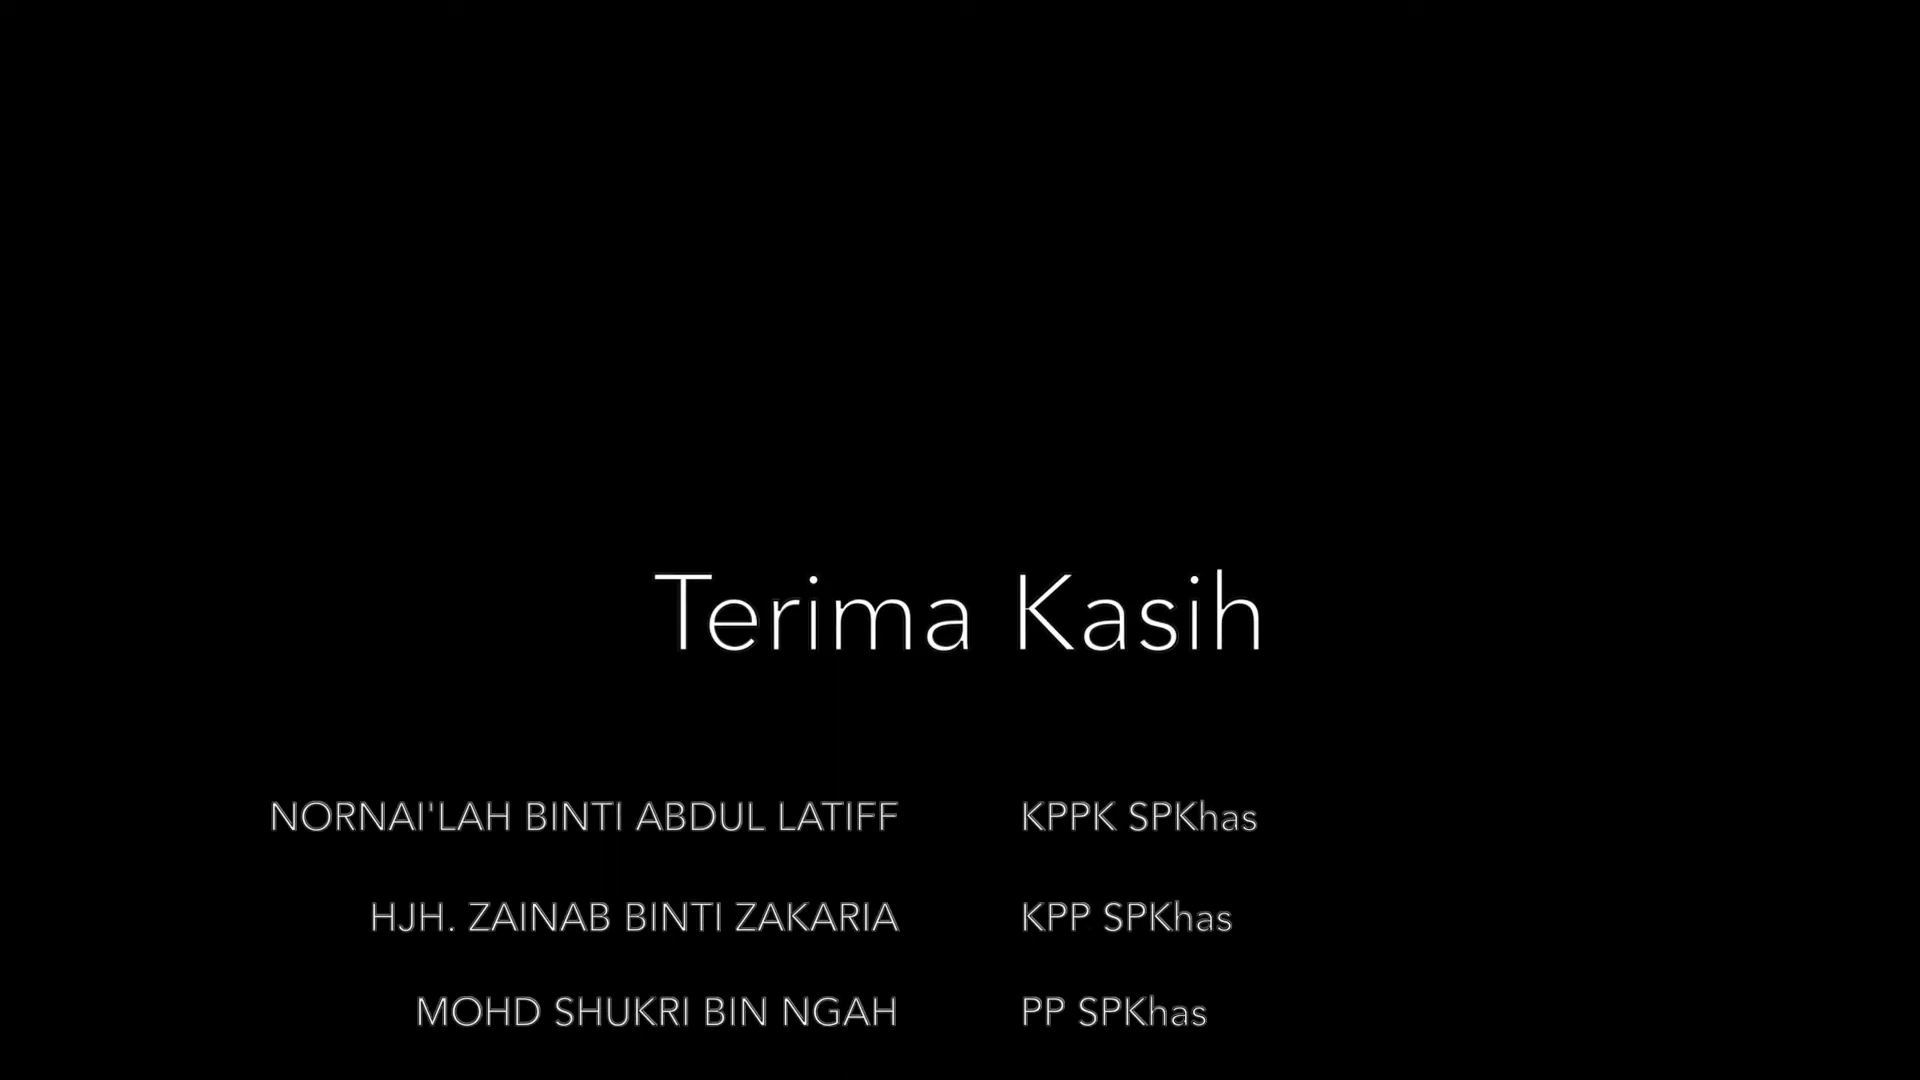 Terima Kasih
NORNAI'LAH BINTI ABDUL LATIFF KPPK SPKhas
HJH. ZAINAB BINTI ZAKARIA KPP SPKhas
MOHD SHUKRI BIN NGAH PP SPKhas